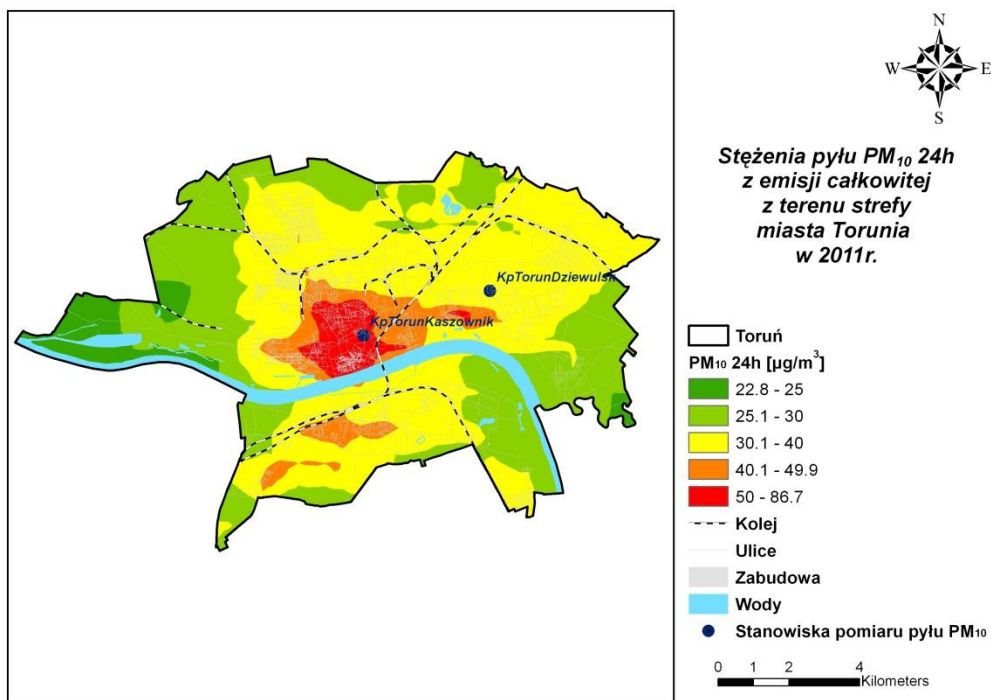 N
W E
S
Stężenia pyłu PM₁₀ 24h
z emisji całkowitej
z terenu strefy
miasta Torunia
w 2011r.
KpTorunDziewulsk
KpTorunKaszownik
Toruń
PM₁₀ 24h [µg/m³]
22.8 - 25
25.1 - 30
30.1 - 40
40.1 - 49.9
50 - 86.7
Kolej
Ulice
Zabudowa
Wody
Stanowiska pomiaru pyłu PM₁₀
0 1 2 4
Kilometers